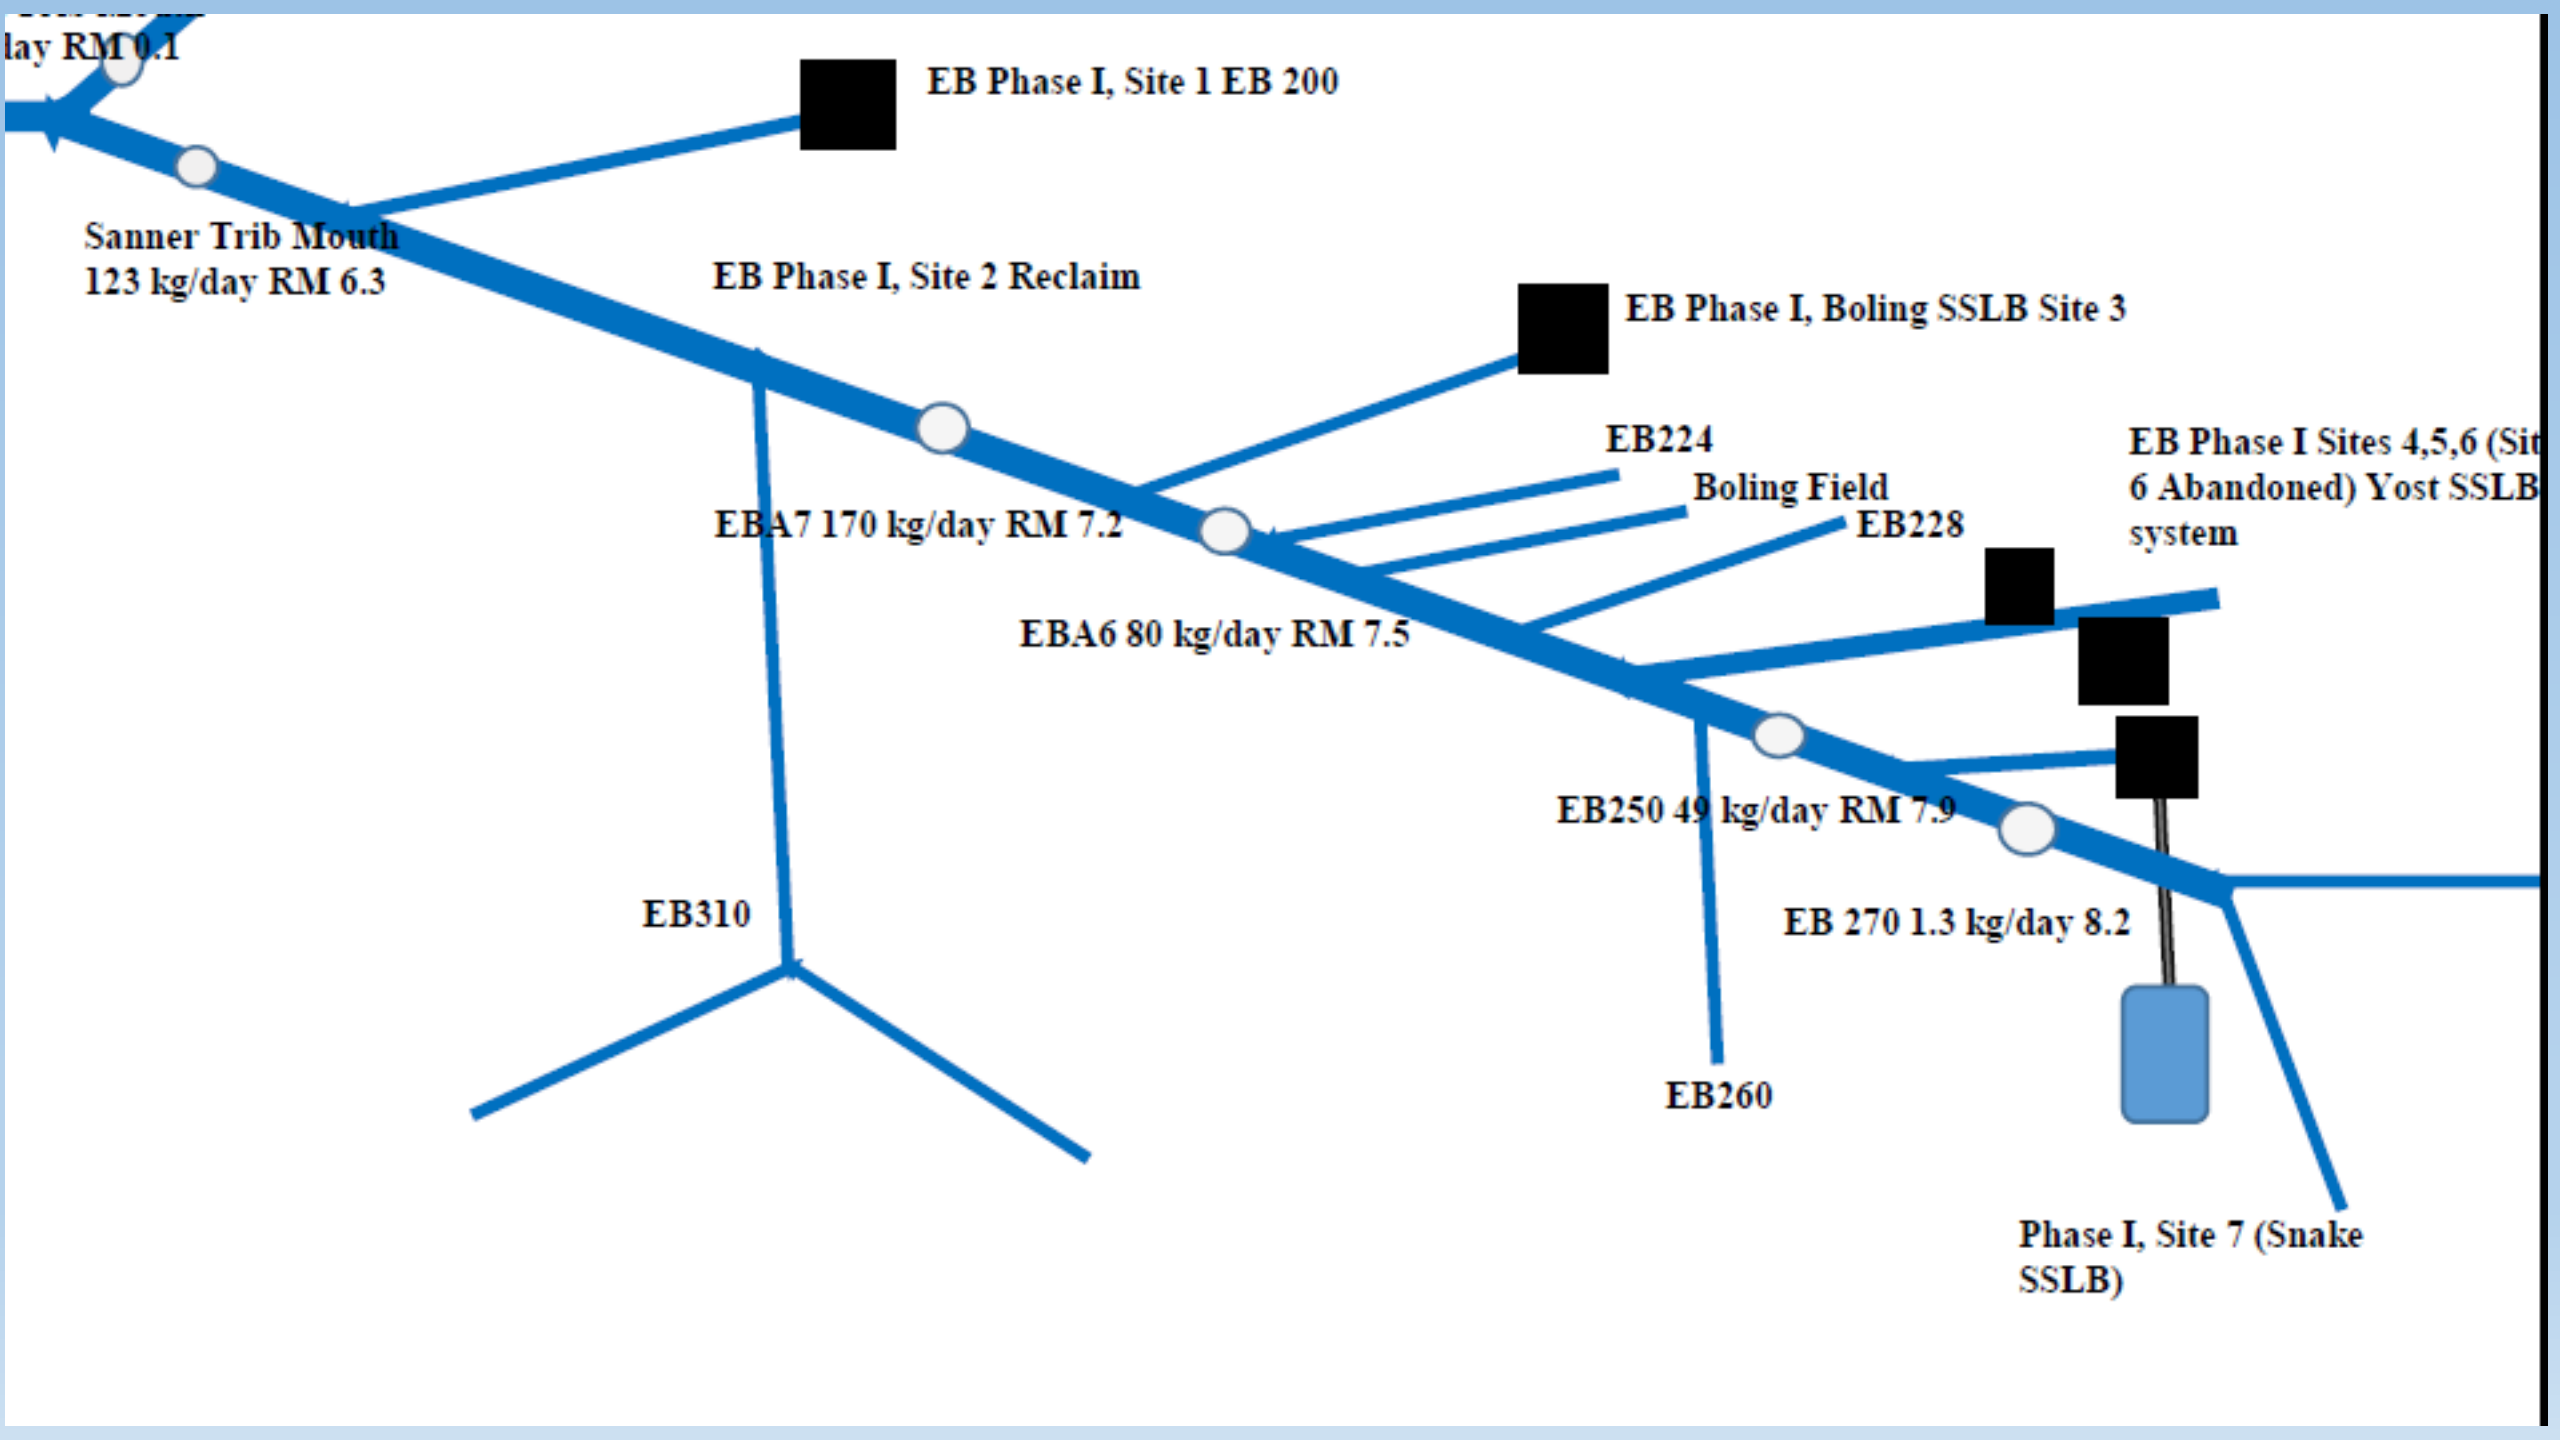 day RM 0.1
EB Phase I, Site 1 EB 200
Sanner Trib Mouth
123 kg/day RM 6.3
EB Phase I, Site 2 Reclaim
EB Phase I, Boling SSLB Site 3
EB224
EB Phase I Sites 4,5,6 (Sit
6 Abandoned) Yost SSLB
system
Boling Field
EB228
EBA7 170 kg/day RM 7.2
EBA6 80 kg/day RM 7.5
EB250 49 kg/day RM 7.9
EB310
EB 270 1.3 kg/day 8.2
EB260
Phase I, Site 7 (Snake
SSLB)